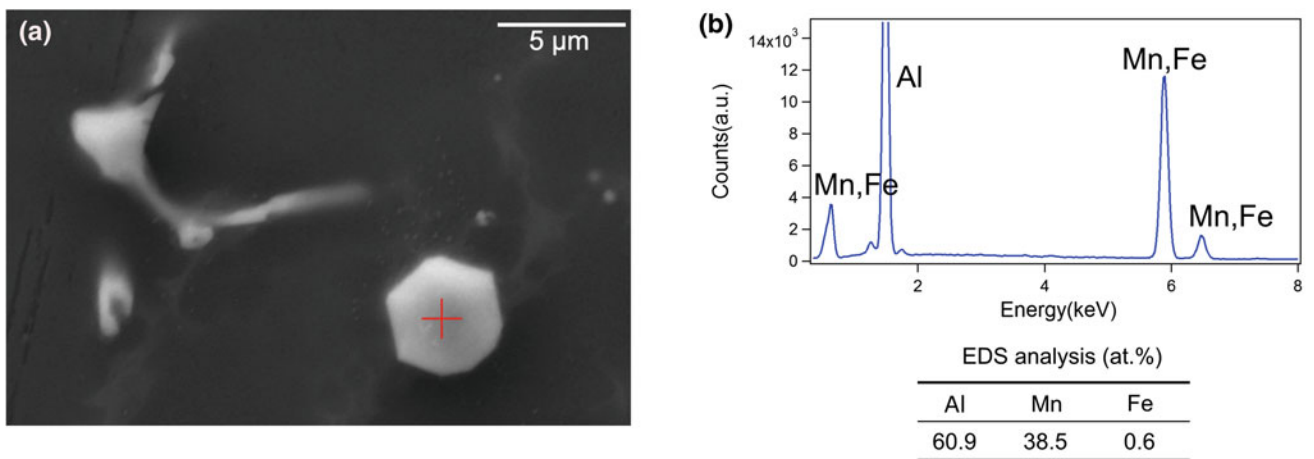 (a)
5 µm
(b)
14x10³
12
10
8
6
4
2
0
Counts(a.u.)
Mn,Fe
Al
Mn,Fe
Mn,Fe
2
4
6
8
Energy(keV)
EDS analysis (at.%)
Al Mn Fe
60.9 38.5 0.6